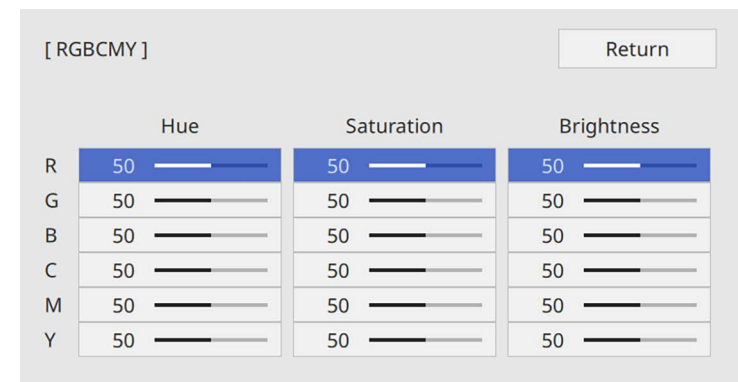 [ RGBCMY ] Return
Hue Saturation Brightness
R 50 50 50
G 50 50 50
B 50 50 50
C 50 50 50
M 50 50 50
Y 50 50 50